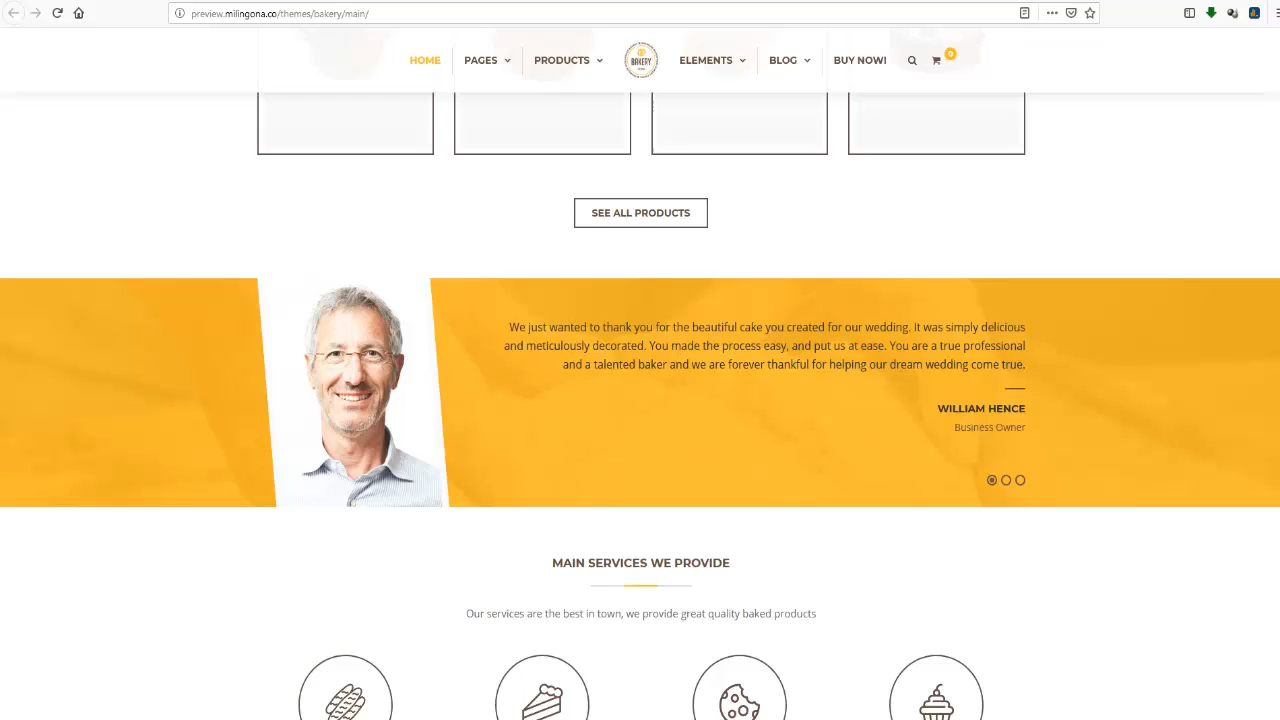 preview.milingona.co/themes/bakery/main/
HOME PAGES PRODUCTS BAKERY ELEMENTS BLOG BUY NOW! 0
SEE ALL PRODUCTS
We just wanted to thank you for the beautiful cake you created for our wedding. It was simply delicious
and meticulously decorated. You made the process easy, and put us at ease. You are a true professional
and a talented baker and we are forever thankful for helping our dream wedding come true.
WILLIAM HENCE
Business Owner
MAIN SERVICES WE PROVIDE
Our services are the best in town, we provide great quality baked products